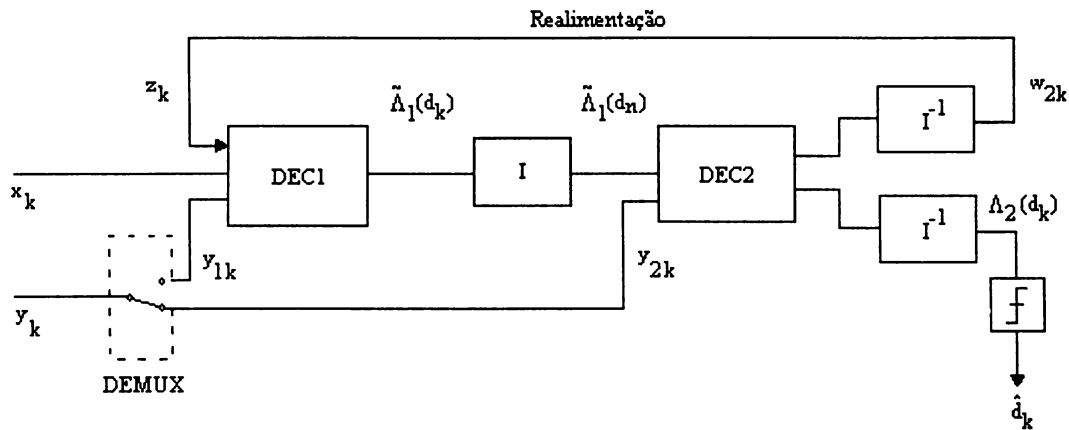 Realimentação
z_k
Λ̃_1(d_k)
Λ̃_1(d_n)
w_2k
I^-1
DEC1
I
DEC2
x_k
Λ_2(d_k)
I^-1
y_1k
y_2k
y_k
DEMUX
d̂_k